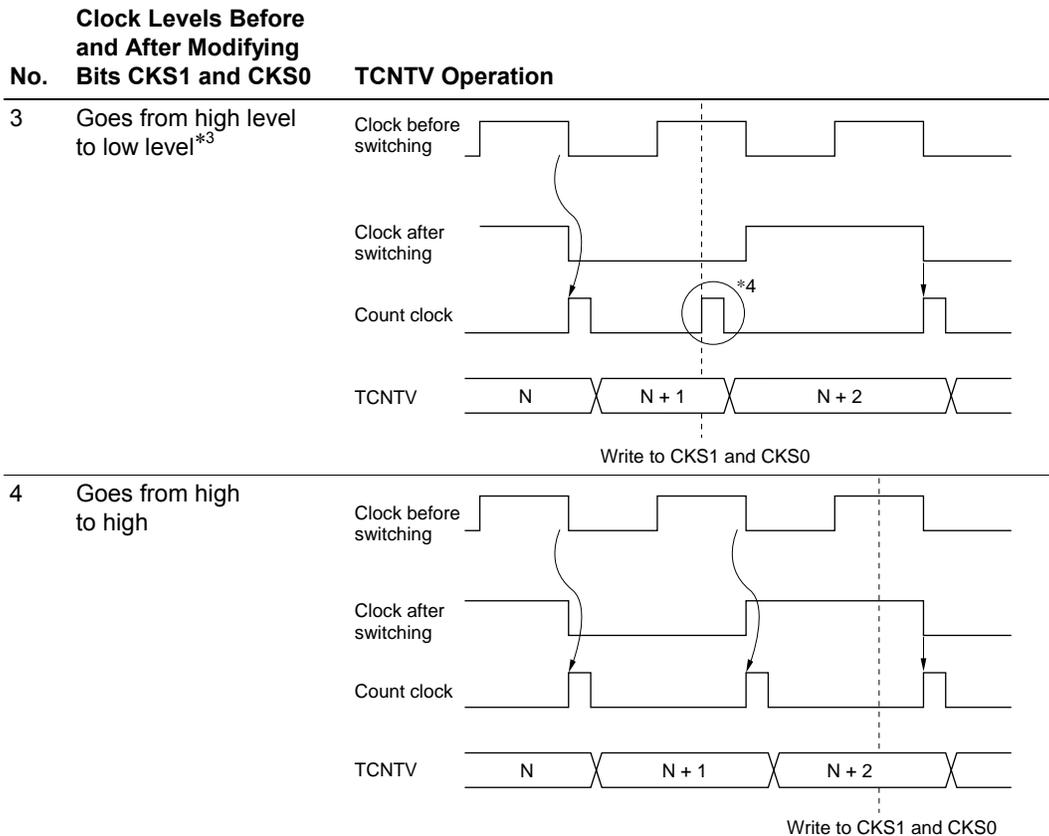 Clock Levels Before
and After Modifying
No. Bits CKS1 and CKS0 TCNTV Operation
3 Goes from high level
to low level*3
Clock before
switching
Clock after
switching
*4
Count clock
TCNTV N N + 1 N + 2
Write to CKS1 and CKS0
4 Goes from high
to high
Clock before
switching
Clock after
switching
Count clock
TCNTV N N + 1 N + 2
Write to CKS1 and CKS0